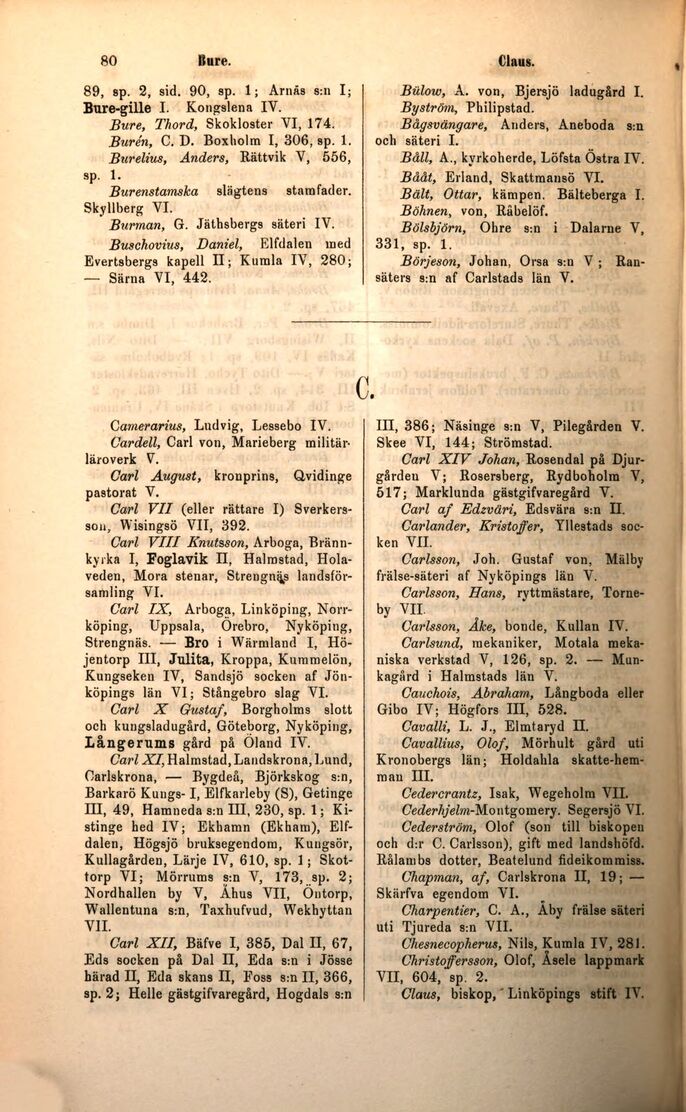 80 Bure. Claus.
89, sp. 2, sid. 90, sp. 1; Arnäs s:n I;
Bure-gille I. Kongslena IV.
Bure, Thord, Skokloster VI, 174.
Burén, C. D. Boxholm I, 306, sp. 1.
Burelius, Anders, Rättvik V, 556,
sp. 1.
Burenstamska slägtens stamfader.
Skyllberg VI.
Burman, G. Jäthsbergs säteri IV.
Buschovius, Daniel, Elfdalen med
Evertsbergs kapell II; Kumla IV, 280;
— Särna VI, 442.
Bülow, A. von, Bjersjö ladugård I.
Byström, Philipstad.
Bågsvängare, Anders, Aneboda s:n
och säteri I.
Båll, A., kyrkoherde, Löfsta Östra IV.
Bååt, Erland, Skattmansö VI.
Bält, Ottar, kämpen. Bälteberga I.
Böhnen, von, Råbelöf.
Bölsbjörn, Ohre s:n i Dalarne V,
331, sp. 1.
Börjeson, Johan, Orsa s:n V; Ran-
säters s:n af Carlstads län V.
C.
Camerarius, Ludvig, Lessebo IV.
Cardell, Carl von, Marieberg militär-
läroverk V.
Carl August, kronprins, Qvidinge
pastorat V.
Carl VII (eller rättare I) Sverkers-
son, Wisingsö VII, 392.
Carl VIII Knutsson, Arboga, Bränn-
kyrka I, Foglavik II, Halmstad, Hola-
veden, Mora stenar, Strengnäs landsför-
samling VI.
Carl IX, Arboga, Linköping, Norr-
köping, Uppsala, Örebro, Nyköping,
Strengnäs. — Bro i Wärmland I, Hö-
jentorp III, Julita, Kroppa, Kummelön,
Kungseken IV, Sandsjö socken af Jön-
köpings län VI; Stångebro slag VI.
Carl X Gustaf, Borgholms slott
och kungsladugård, Göteborg, Nyköping,
Långerums gård på Öland IV.
Carl XI, Halmstad, Landskrona, Lund,
Carlskrona, — Bygdeå, Björkskog s:n,
Barkarö Kungs- I, Elfkarleby (S), Getinge
III, 49, Hamneda s:n III, 230, sp. 1; Ki-
stinge hed IV; Ekhamn (Ekham), Elf-
dalen, Högsjö bruksegendom, Kungsör,
Kullagården, Lärje IV, 610, sp. 1; Skot-
torp VI; Mörrums s:n V, 173, sp. 2;
Nordhallen by V, Åhus VII, Öntorp,
Wallentuna s:n, Taxhufvud, Wekhyttan
VII.
Carl XII, Bäfve I, 385, Dal II, 67,
Eds socken på Dal II, Eda s:n i Jösse
härad II, Eda skans II, Foss s:n II, 366,
sp. 2; Helle gästgifvaregård, Hogdals s:n
III, 386; Näsinge s:n V, Pilegården V.
Skee VI, 144; Strömstad.
Carl XIV Johan, Rosendal på Djur-
gården V; Rosersberg, Rydboholm V,
517; Marklunda gästgifvaregård V.
Carl af Edzväri, Edsvära s:n II.
Carlander, Kristoffer, Yllestads soc-
ken VII.
Carlsson, Joh. Gustaf von, Mälby
frälse-säteri af Nyköpings län V.
Carlsson, Hans, ryttmästare, Torne-
by VII.
Carlsson, Åke, bonde, Kullan IV.
Carlsund, mekaniker, Motala meka-
niska verkstad V, 126, sp. 2. — Mun-
kagård i Halmstads län V.
Cauchois, Abraham, Långboda eller
Gibo IV; Högfors III, 528.
Cavalli, L. J., Elmtaryd II.
Cavallius, Olof, Mörhult gård uti
Kronobergs län; Holdahla skatte-hem-
man III.
Cedercrantz, Isak, Wegeholm VII.
Cederhjelm-Montgomery. Segersjö VI.
Cederström, Olof (son till biskopen
och d:r C. Carlsson), gift med landshöfd.
Rålambs dotter, Beatelund fideikommiss.
Chapman, af, Carlskrona II, 19; —
Skärfva egendom VI.
Charpentier, C. A., Åby frälse säteri
uti Tjureda s:n VII.
Chesnecopherus, Nils, Kumla IV, 281.
Christoffersson, Olof, Åsele lappmark
VII, 604, sp. 2.
Claus, biskop, Linköpings stift IV.